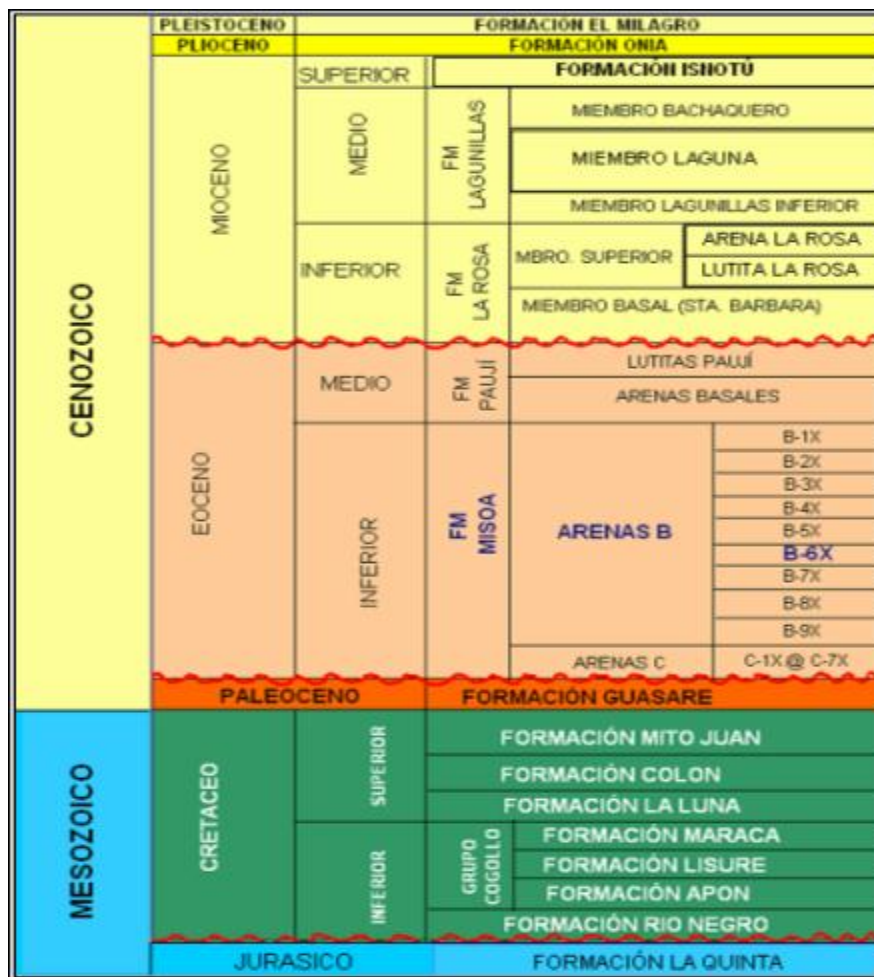 PLEISTOCENO FORMACIÓN EL MILAGRO
PLIOCENO FORMACIÓN ONIA
CENOZOICO
MIOCENO
SUPERIOR FORMACIÓN ISNOTÚ
MEDIO
FM LAGUNILLAS
MIEMBRO BACHAQUERO
MIEMBRO LAGUNA
MIEMBRO LAGUNILLAS INFERIOR
INFERIOR
FM LA ROSA
MBRO. SUPERIOR
ARENA LA ROSA
LUTITA LA ROSA
MIEMBRO BASAL (STA. BARBARA)
EOCENO
MEDIO
FM PAUJÍ
LUTITAS PAUJÍ
ARENAS BASALES
INFERIOR
FM MISOA
ARENAS B
B-1X
B-2X
B-3X
B-4X
B-5X
B-6X
B-7X
B-8X
B-9X
ARENAS C C-1X @ C-7X
PALEOCENO FORMACIÓN GUASARE
MESOZOICO
CRETACEO
SUPERIOR
FORMACIÓN MITO JUAN
FORMACIÓN COLON
FORMACIÓN LA LUNA
INFERIOR
GRUPO COGOLLO
FORMACIÓN MARACA
FORMACIÓN LISURE
FORMACIÓN APON
FORMACIÓN RIO NEGRO
JURASICO FORMACIÓN LA QUINTA